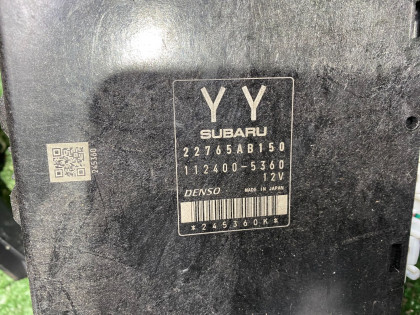 YY
SUBARU
22765AB150
112400-5360
12V
DENSO MADE IN JAPAN
*245360K*